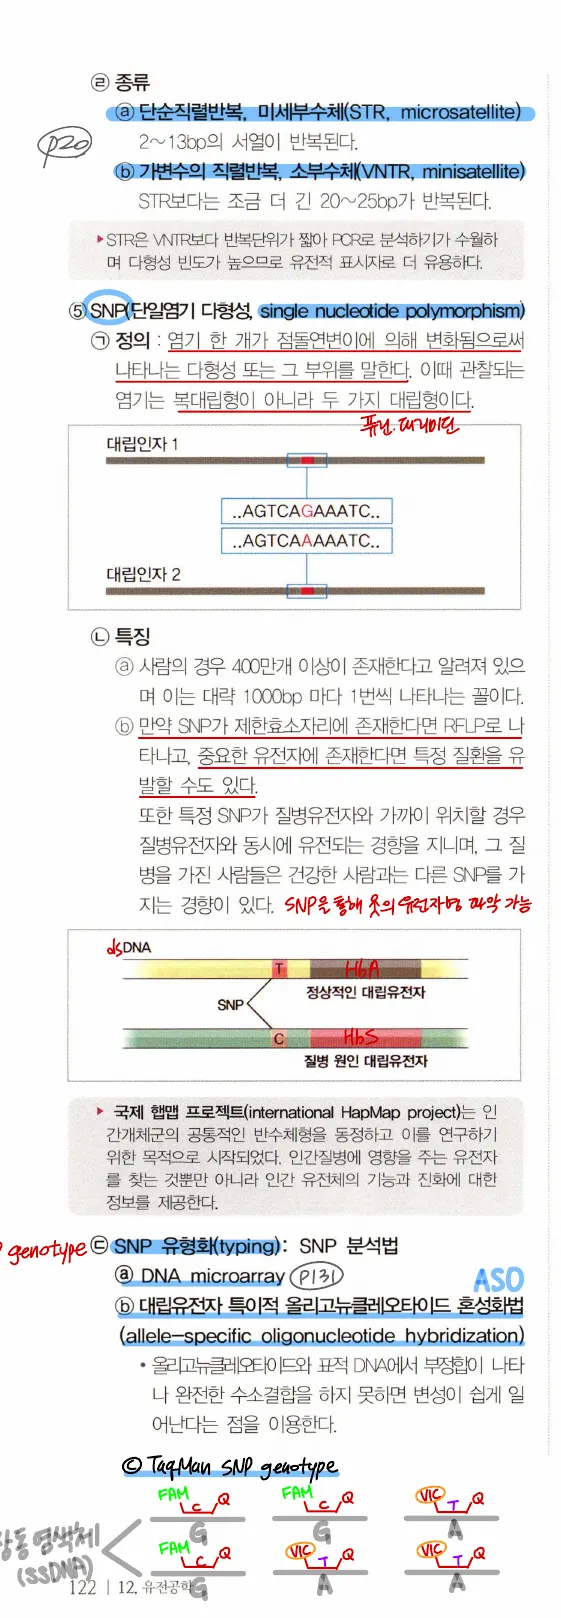 ㉣ 종류
ⓐ 단순직렬반복, 미세부수체(STR, microsatellite)
p20
2~13bp의 서열이 반복된다.
ⓑ 가변수의 직렬반복, 소부수체(VNTR, minisatellite)
STR보다는 조금 더 긴 20~25bp가 반복된다.
▶STR은 VNTR보다 반복단위가 짧아 PCR로 분석하기가 수월하
며 다형성 빈도가 높으므로 유전적 표시자로 더 유용하다.
⑤ SNP(단일염기 다형성, single nucleotide polymorphism)
㉠ 정의 : 염기 한 개가 점돌연변이에 의해 변화됨으로써
나타나는 다형성 또는 그 부위를 말한다. 이때 관찰되는
염기는 복대립형이 아니라 두 가지 대립형이다.
대립인자 1
..AGTCAGAAATC..
..AGTCAAAAATC..
대립인자 2
㉡ 특징
ⓐ 사람의 경우 400만개 이상이 존재한다고 알려져 있으
며 이는 대략 1000bp 마다 1번씩 나타나는 꼴이다.
ⓑ 만약 SNP가 제한효소자리에 존재한다면 RFLP로 나
타나고, 중요한 유전자에 존재한다면 특정 질환을 유
발할 수도 있다.
또한 특정 SNP가 질병유전자와 가까이 위치할 경우
질병유전자와 동시에 유전되는 경향을 지니며, 그 질
병을 가진 사람들은 건강한 사람과는 다른 SNP를 가
지는 경향이 있다. SNP을 통해 옷의 유전자형 파악 가능
dsDNA
T HbA
정상적인 대립유전자
SNP
C HbS
질병 원인 대립유전자
▶ 국제 햅맵 프로젝트(international HapMap project)는 인
간개체군의 공통적인 반수체형을 동정하고 이를 연구하기
위한 목적으로 시작되었다. 인간질병에 영향을 주는 유전자
를 찾는 것뿐만 아니라 인간 유전체의 기능과 진화에 대한
정보를 제공한다.
genotype ㉢ SNP 유형화(typing): SNP 분석법
ⓐ DNA microarray p131 ASO
ⓑ 대립유전자 특이적 올리고뉴클레오타이드 혼성화법
(allele-specific oligonucleotide hybridization)
• 올리고뉴클레오타이드와 표적 DNA에서 부정합이 나타
나 완전한 수소결합을 하지 못하면 변성이 쉽게 일
어난다는 점을 이용한다.
ⓒ TaqMan SNP genotype
FAM C Q FAM C Q VIC T Q
G G A
FAM C Q VIC T Q VIC T Q
G A A
상동염색체
(ssDNA)
122 | 12. 유전공학